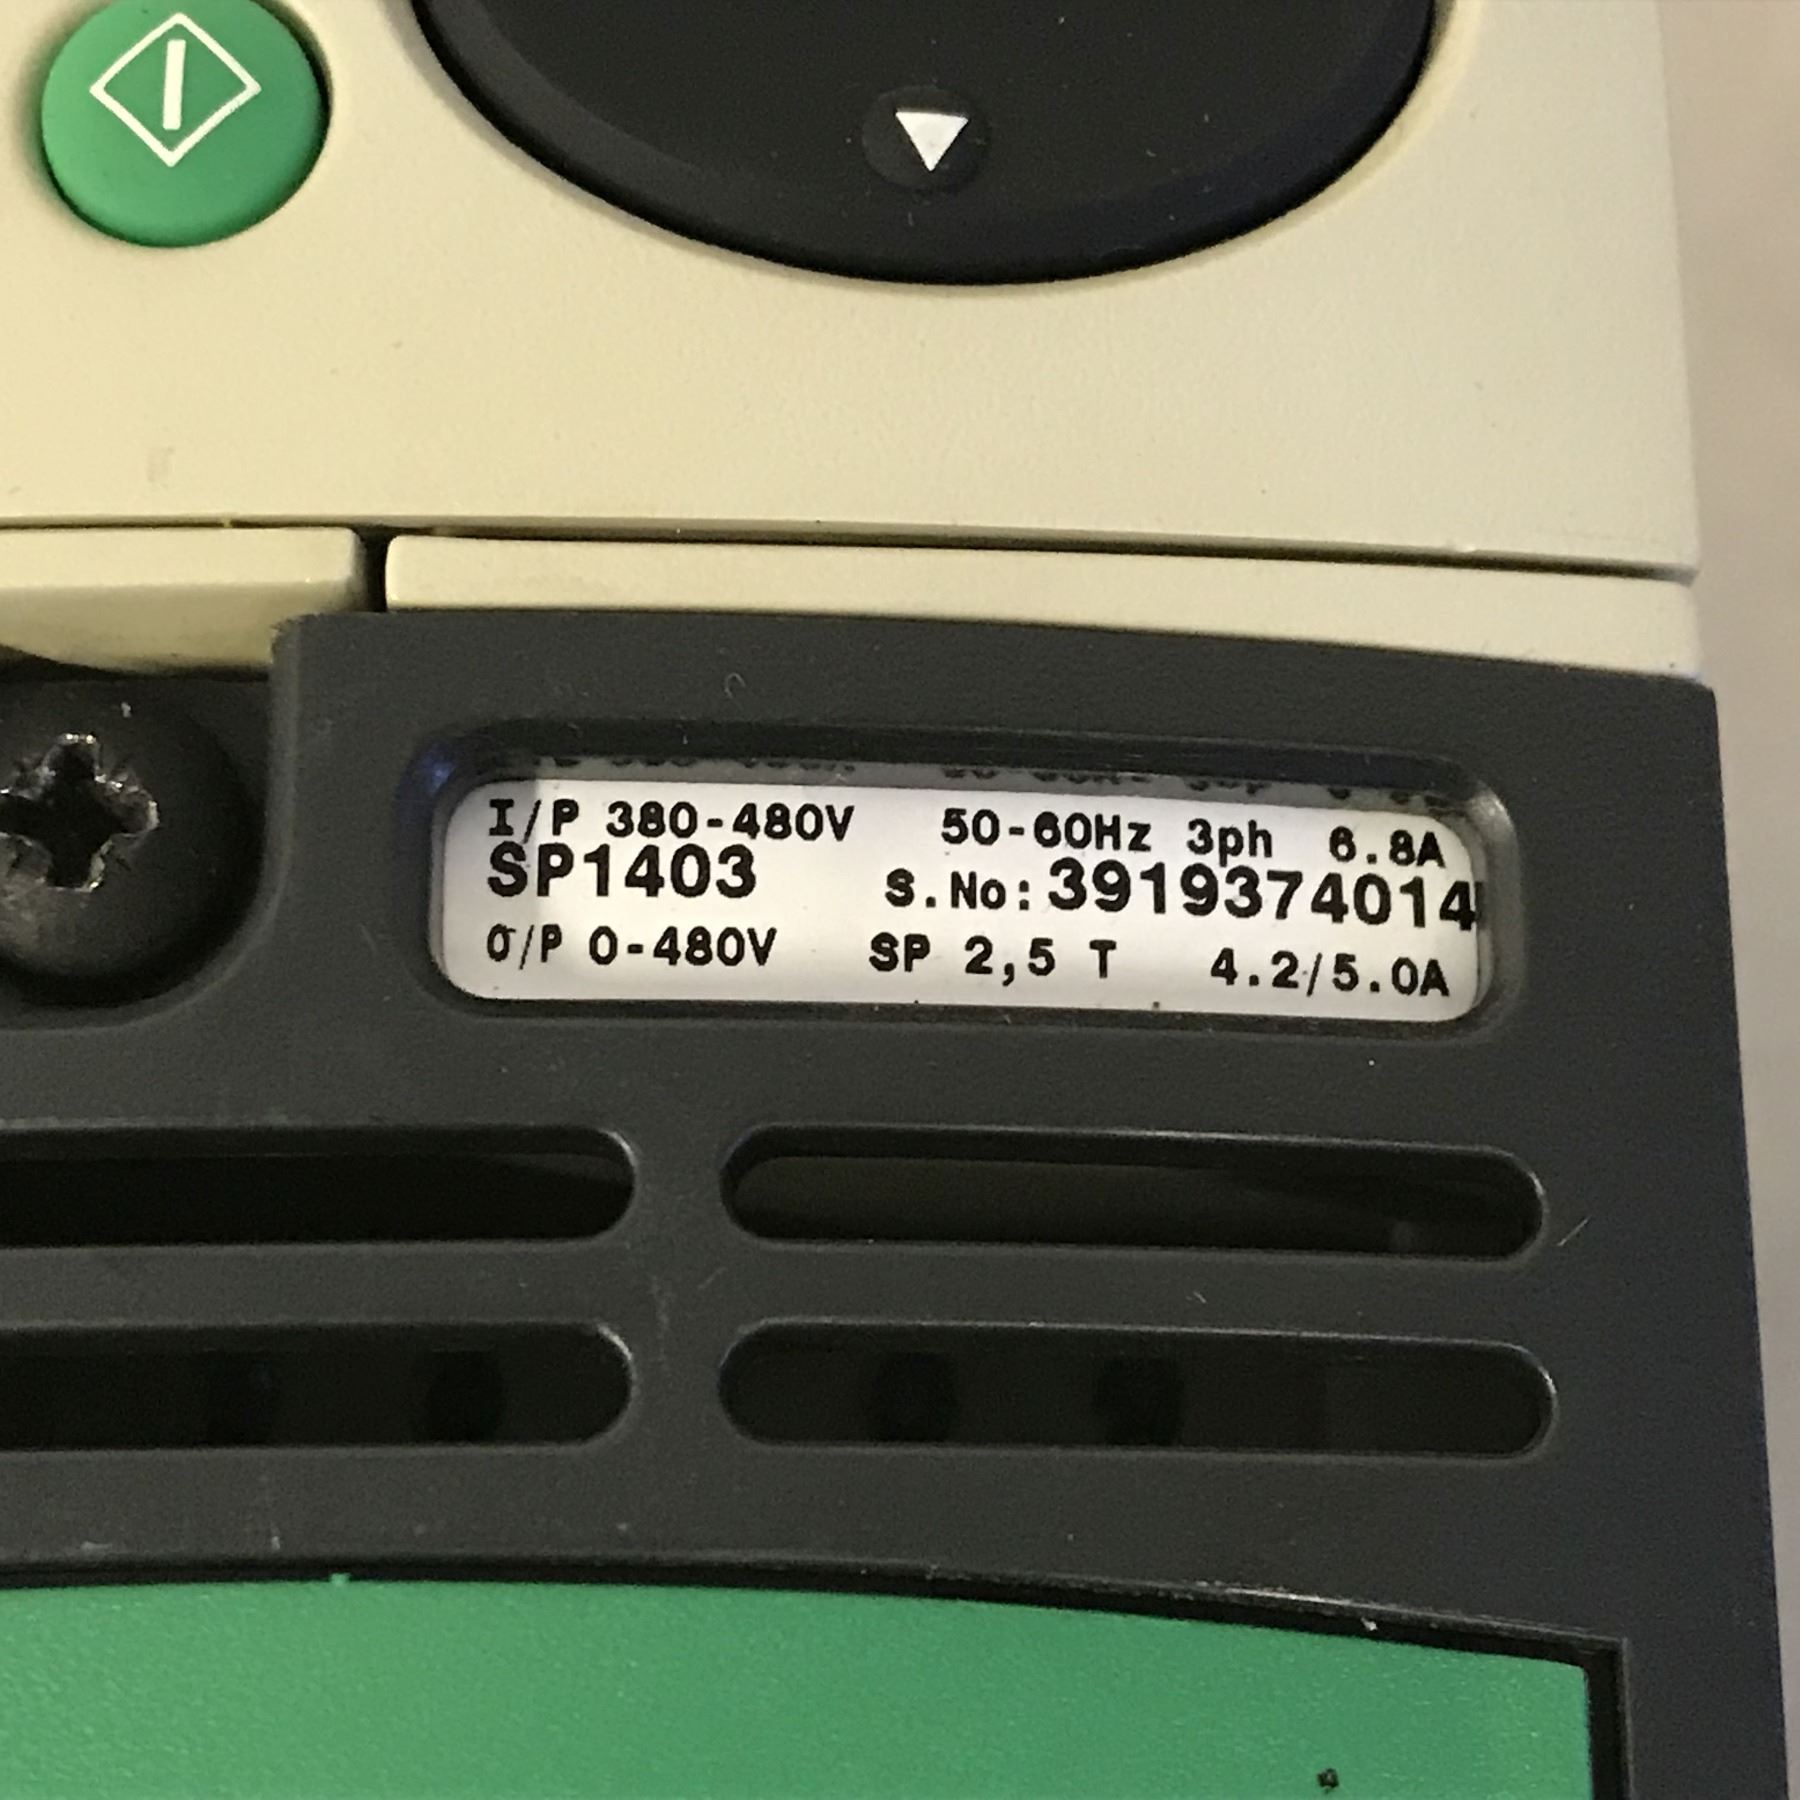 I/P 380-480V 50-60Hz 3ph 6.8A
SP1403 S.No:3919374014
O/P 0-480V SP 2,5 T 4.2/5.0A